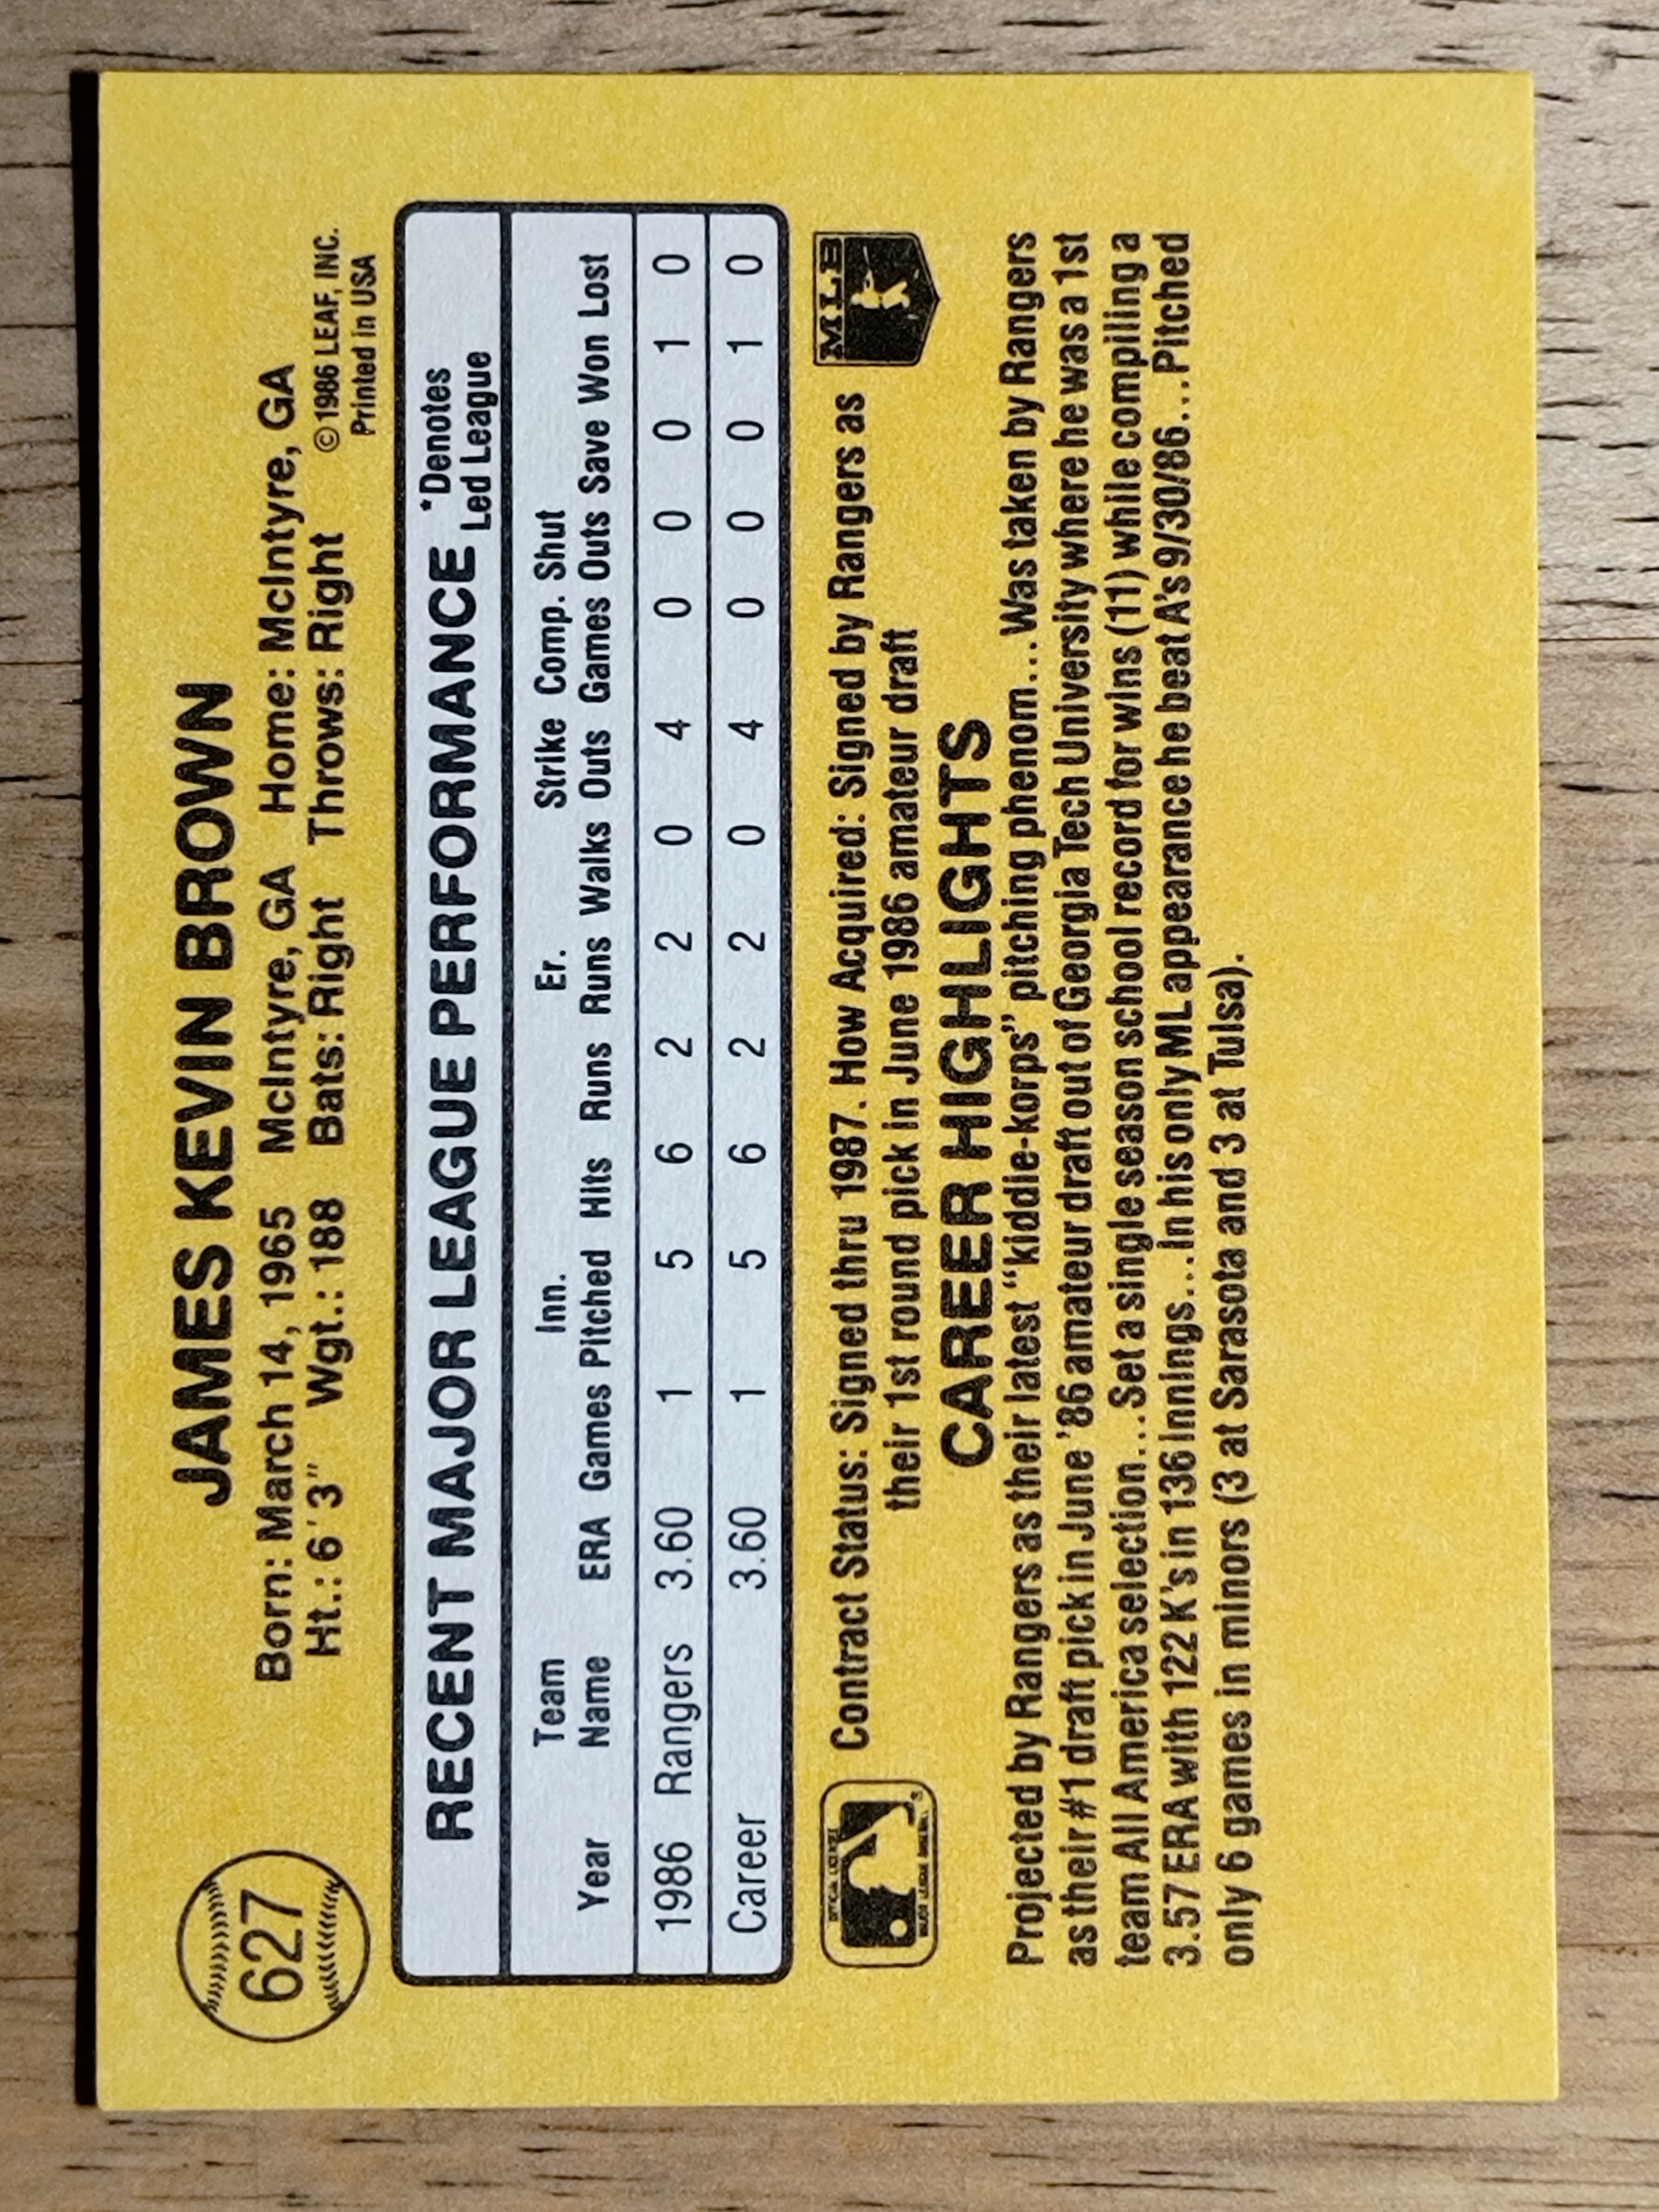 627
JAMES KEVIN BROWN
Born: March 14, 1965 McIntyre, GA Home: McIntyre, GA
Ht.: 6'3" Wgt.: 188 Bats: Right Throws: Right
© 1986 LEAF, INC.
Printed in USA
RECENT MAJOR LEAGUE PERFORMANCE
*Denotes
Led League
Team Inn. Er. Strike Comp. Shut
Year Name ERA Games Pitched Hits Runs Runs Walks Outs Games Outs Save Won Lost
1986 Rangers 3.60 1 5 6 2 2 0 4 0 0 0 1 0
Career 3.60 1 5 6 2 2 0 4 0 0 0 1 0
Contract Status: Signed thru 1987. How Acquired: Signed by Rangers as
their 1st round pick in June 1986 amateur draft
MLB
CAREER HIGHLIGHTS
Projected by Rangers as their latest "kiddie-korps" pitching phenom...Was taken by Rangers
as their #1 draft pick in June '86 amateur draft out of Georgia Tech University where he was a 1st
team All America selection...Set a single season school record for wins (11) while compiling a
3.57 ERA with 122 K's in 136 innings...In his only ML appearance he beat A's 9/30/86...Pitched
only 6 games in minors (3 at Sarasota and 3 at Tulsa).